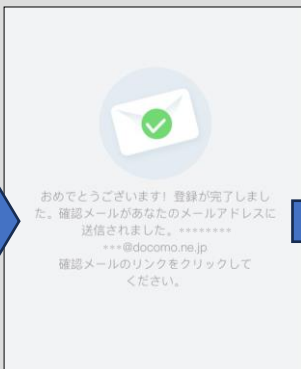 おめでとうございます！登録が完了しまし
た。確認メールがあなたのメールアドレスに
送信されました。********
***@docomo.ne.jp
確認メールのリンクをクリックして
ください。